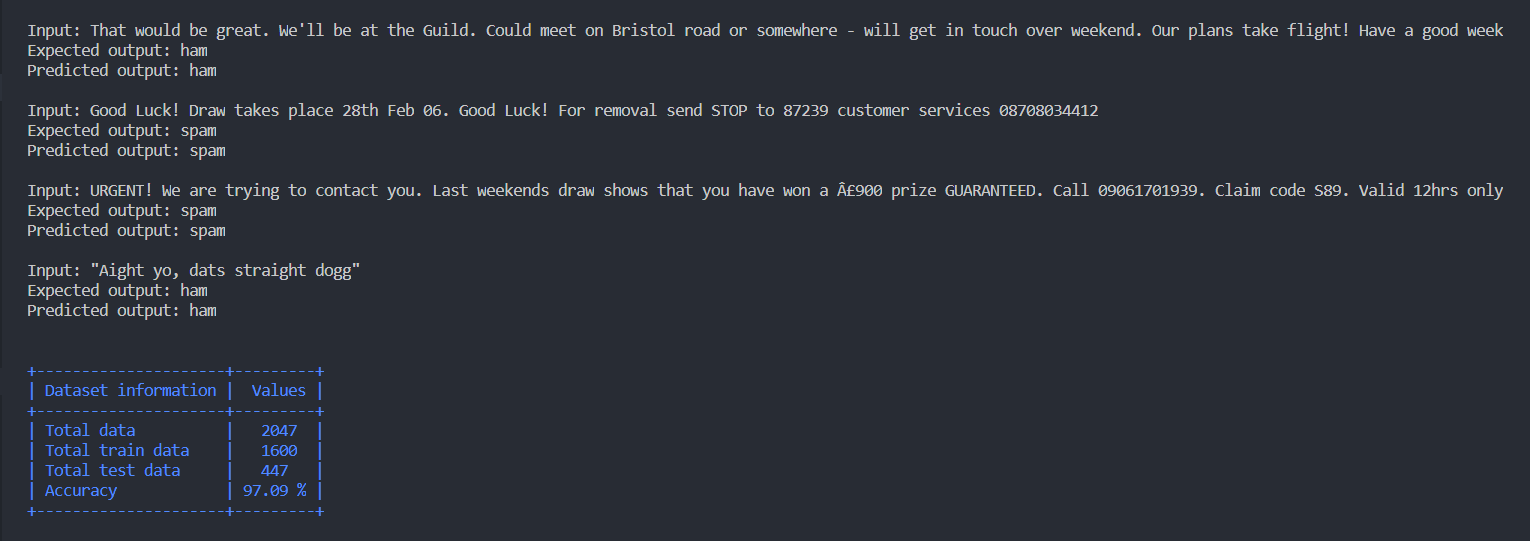 Input: That would be great. We'll be at the Guild. Could meet on Bristol road or somewhere - will get in touch over weekend. Our plans take flight! Have a good week
Expected output: ham
Predicted output: ham
Input: Good Luck! Draw takes place 28th Feb 06. Good Luck! For removal send STOP to 87239 customer services 08708034412
Expected output: spam
Predicted output: spam
Input: URGENT! We are trying to contact you. Last weekends draw shows that you have won a Â£900 prize GUARANTEED. Call 09061701939. Claim code S89. Valid 12hrs only
Expected output: spam
Predicted output: spam
Input: "Aight yo, dats straight dogg"
Expected output: ham
Predicted output: ham
+---------------------+---------+
| Dataset information |  Values |
+---------------------+---------+
| Total data          |   2047  |
| Total train data    |   1600  |
| Total test data     |   447   |
| Accuracy            | 97.09 % |
+---------------------+---------+